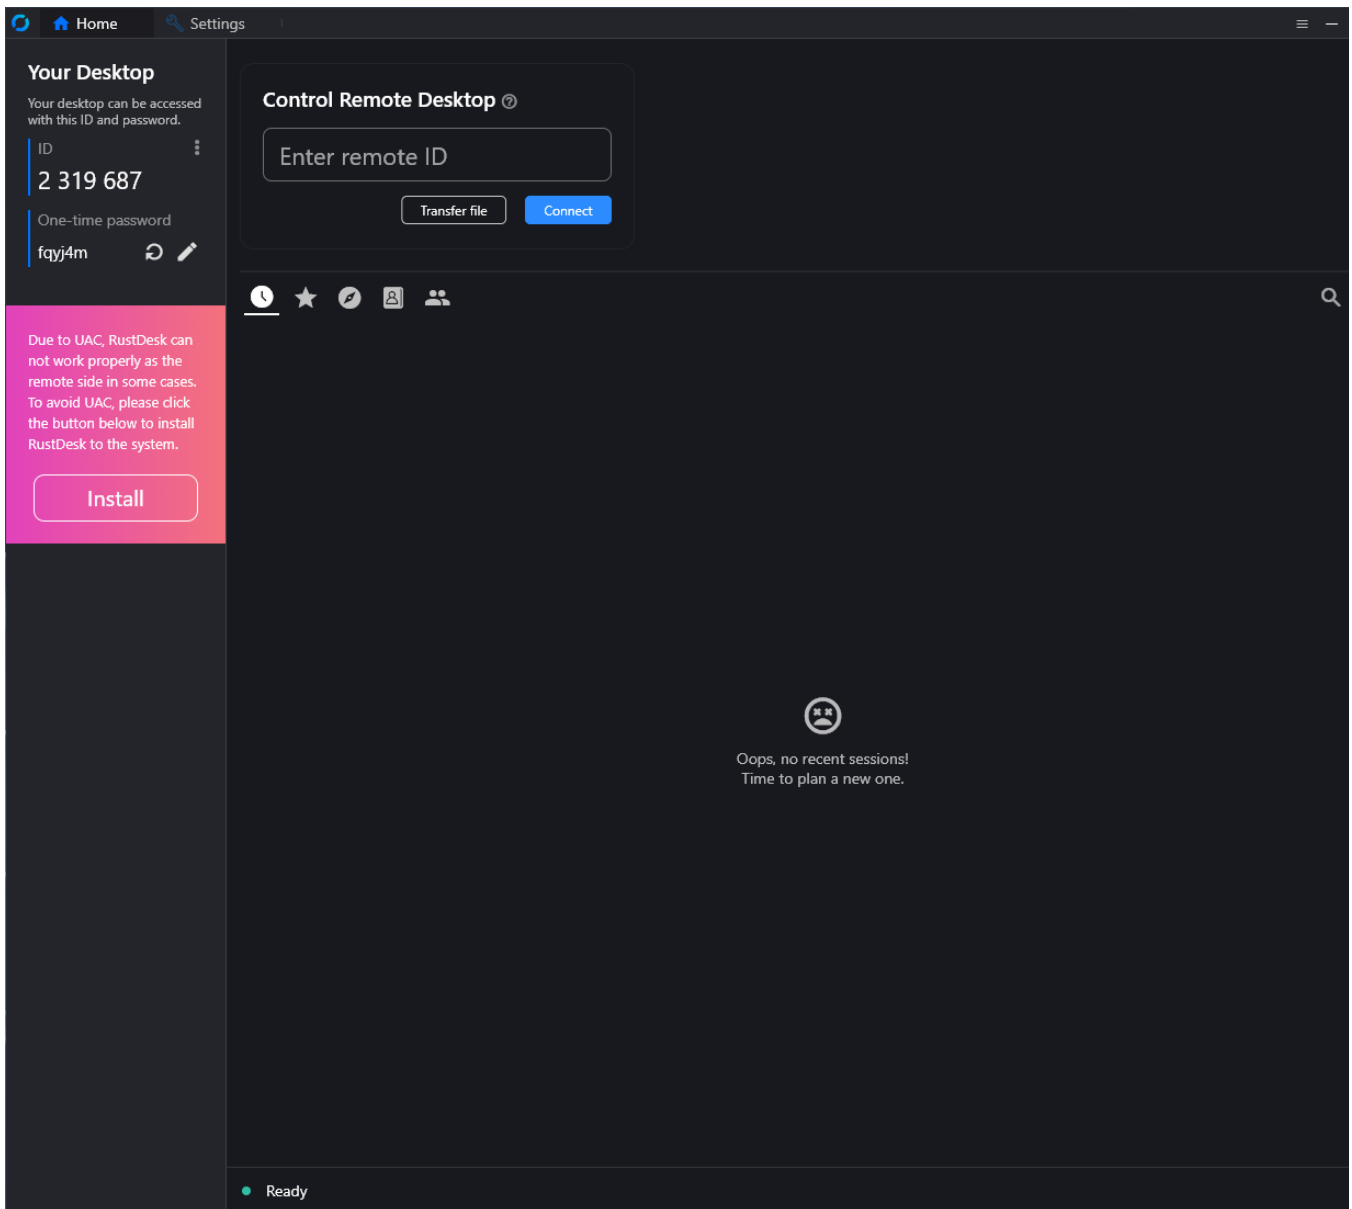 Home
Settings
Your Desktop
Your desktop can be accessed
with this ID and password.
ID
2 319 687
One-time password
fqyj4m
Due to UAC, RustDesk can
not work properly as the
remote side in some cases.
To avoid UAC, please click
the button below to install
RustDesk to the system.
Install
Control Remote Desktop
Enter remote ID
Transfer file
Connect
Oops, no recent sessions!
Time to plan a new one.
Ready